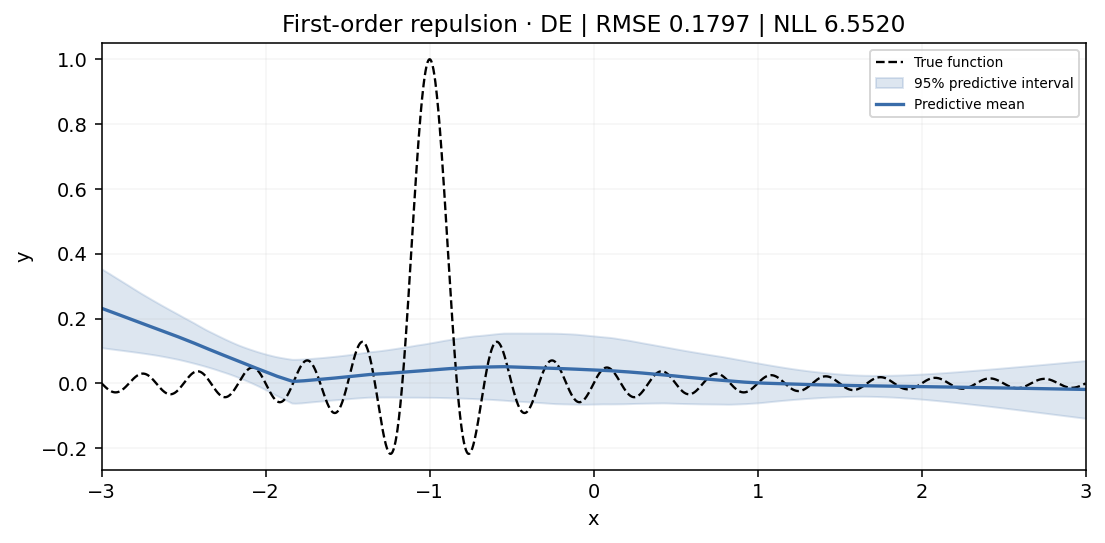 First-order repulsion · DE | RMSE 0.1797 | NLL 6.5520
True function
95% predictive interval
Predictive mean
1.0
0.8
0.6
0.4
0.2
0.0
−0.2
y
−3
−2
−1
0
1
2
3
x